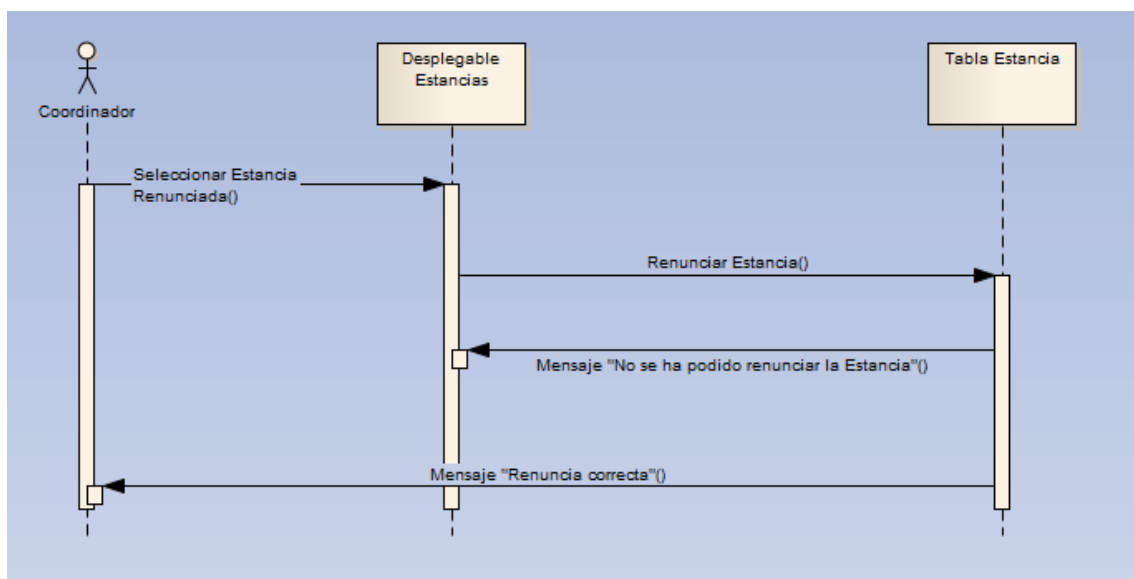 Desplegable
Estancias
Tabla Estancia
Coordinador
Seleccionar Estancia
Renunciada()
Renunciar Estancia()
Mensaje "No se ha podido renunciar la Estancia"()
Mensaje "Renuncia correcta"()